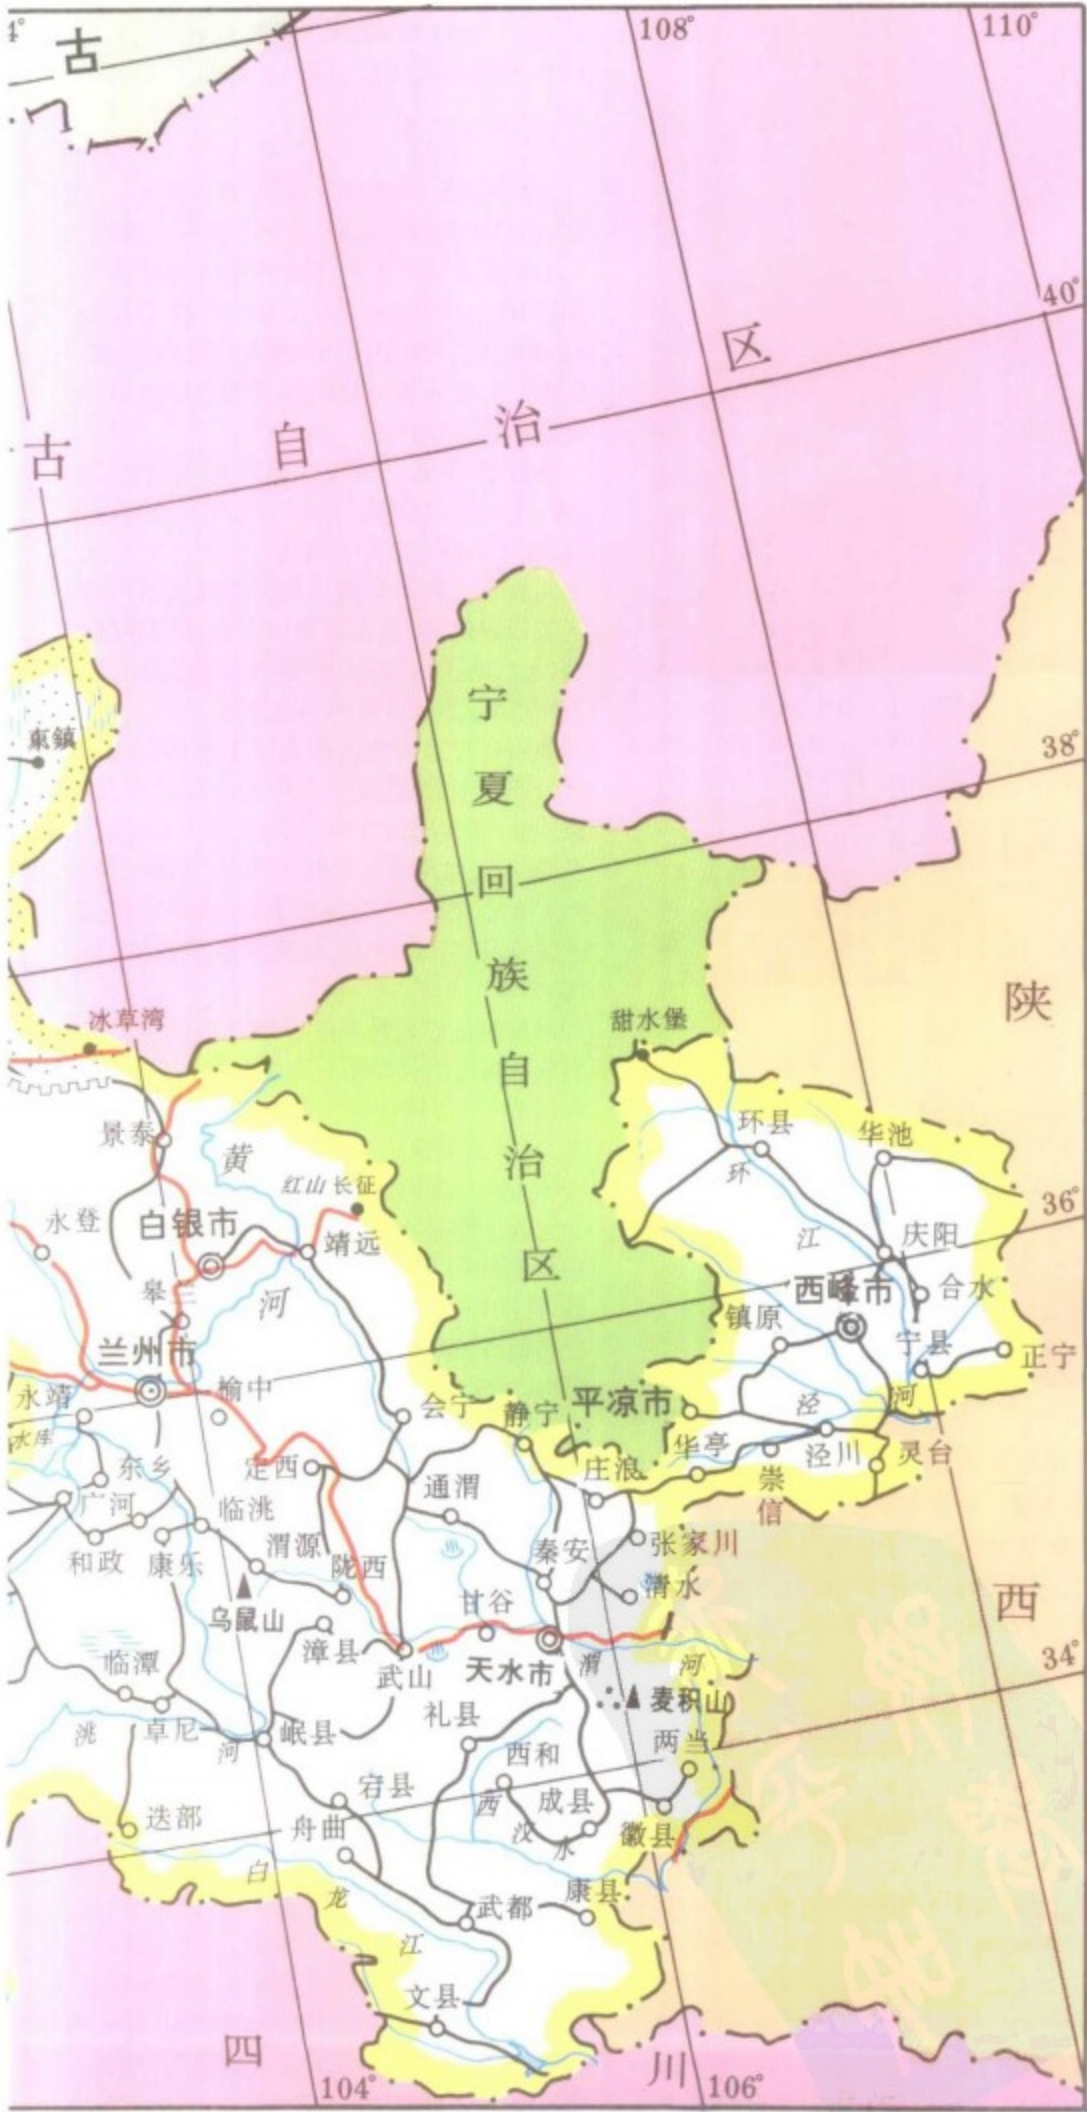 4°
108°
110°
古
40°
区
治
自
古
宁
東鎮
38°
夏
回
族
陕
冰草湾
甜水堡
自
景泰
环县
华池
黄
治
环
红山 长征
永登
白银市
36°
靖远
庆阳
江
区
皋兰
河
合水
西峰市
镇原
兰州市
宁县
正宁
永靖
榆中
会宁
静宁
平凉市
泾
河
水库
东乡
定西
华亭
泾川
灵台
庄浪
崇信
通渭
广河
临洮
渭源
秦安
张家川
和政
康乐
陇西
清水
西
乌鼠山
甘谷
漳县
武山
天水市
渭
河
34°
临潭
麦积山
礼县
洮
卓尼
河
岷县
两当
西和
宕县
西
成县
迭部
舟曲
汉
水
徽县
白
龙
武都
康县
江
文县
四
川
104°
106°